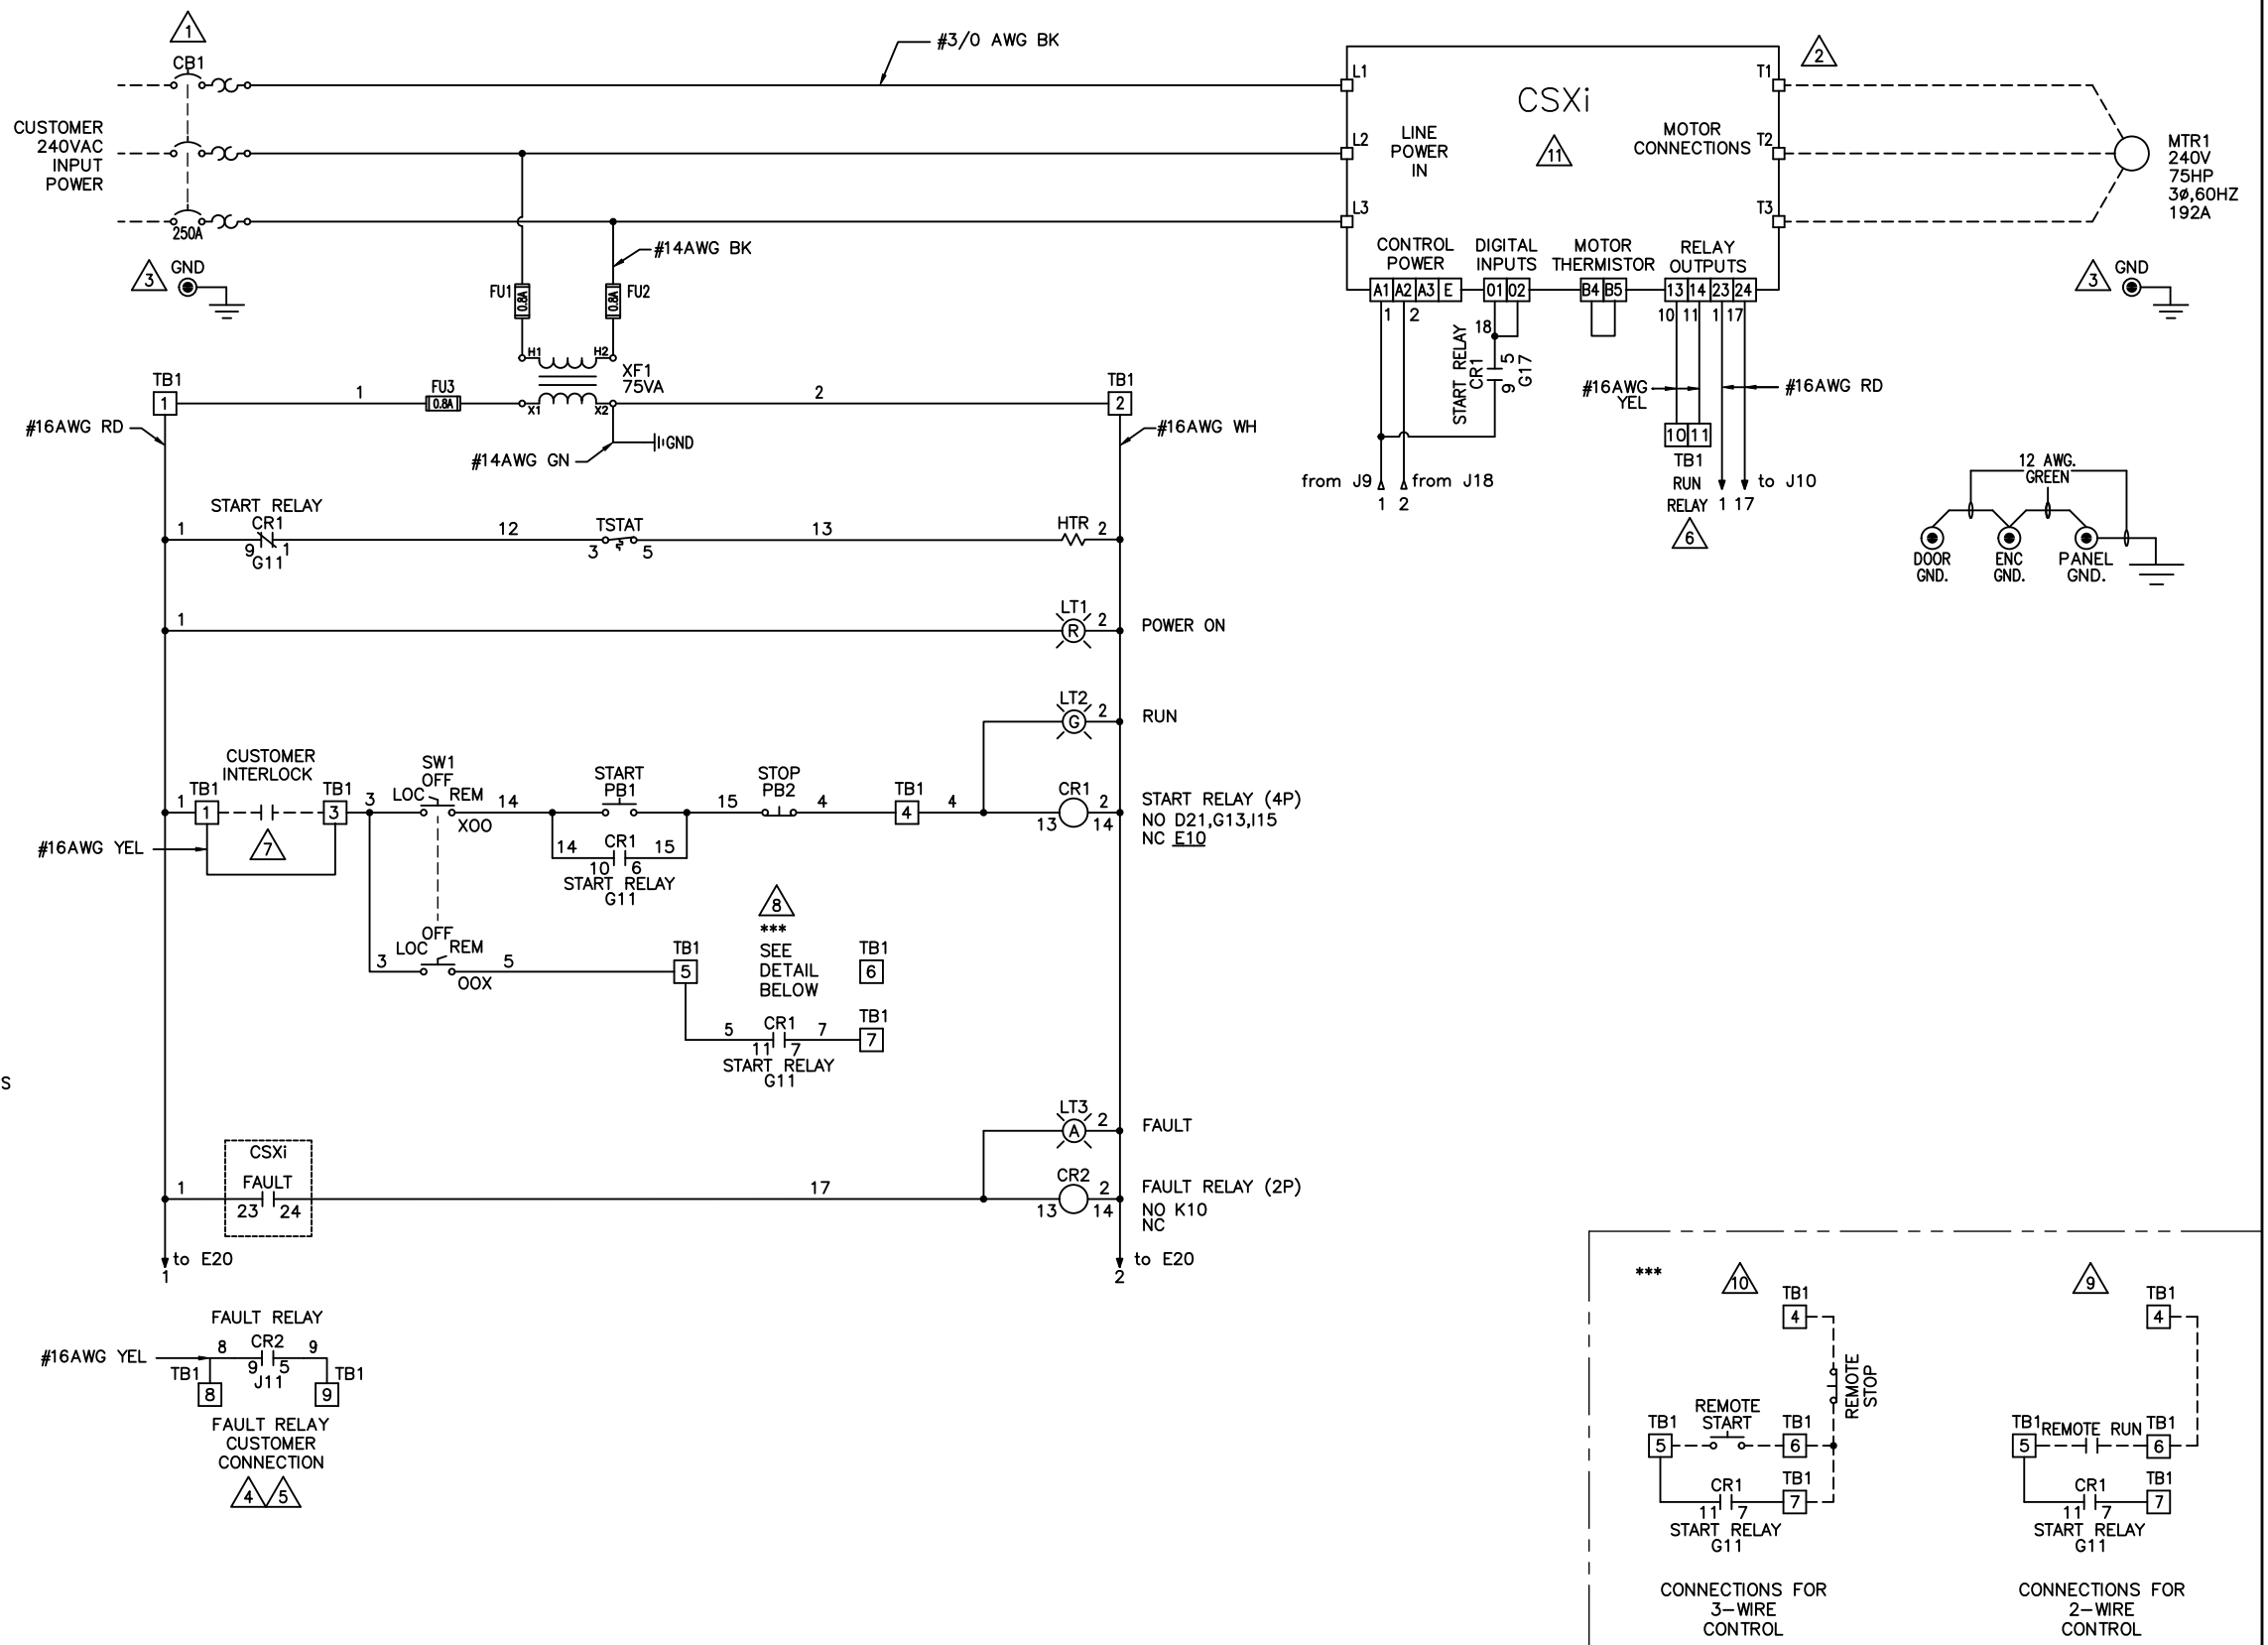 1
CB1
#3/0 AWG BK
CUSTOMER
240VAC
INPUT
POWER
250A
3
GND
L1
L2
L3
CSXi
LINE
POWER
IN
11
MOTOR
CONNECTIONS
T1
T2
T3
2
MTR1
240V
75HP
3ø,60HZ
192A
3
GND
#14AWG BK
FU1
0.8A
0.8A
FU2
H1
H2
XF1
75VA
X1
X2
CONTROL
POWER
DIGITAL
INPUTS
MOTOR
THERMISTOR
RELAY
OUTPUTS
A1 A2 A3 E
01 02
B4 B5
13 14 23 24
1 2
18
10 11 1 17
START RELAY
CR1
9 5
G17
#16AWG
YEL
#16AWG RD
10 11
TB1
RUN
RELAY
6
1 17
to J10
from J9
from J18
1 2
12 AWG.
GREEN
DOOR
GND.
ENC
GND.
PANEL
GND.
TB1
1
1
FU3
0.8A
2
TB1
2
#16AWG RD
#14AWG GN
GND
#16AWG WH
START RELAY
1
CR1
9 1
G11
12
TSTAT
3 5
13
HTR
2
1
LT1
R
2
POWER ON
LT2
G
2
RUN
CUSTOMER
INTERLOCK
1
TB1
1
TB1
3
3
7
#16AWG YEL
SW1
OFF
LOC REM
XOO
14
START
PB1
14
CR1
15
10 6
START RELAY
G11
15
STOP
PB2
4
TB1
4
4
CR1
2
13 14
START RELAY (4P)
NO D21,G13,I15
NC E10
OFF
LOC REM
3
OOX
5
TB1
5
8
***
SEE
DETAIL
BELOW
TB1
6
5
CR1
7
11 7
START RELAY
G11
TB1
7
S
LT3
A
2
FAULT
CSXi
1
FAULT
23 24
17
CR2
2
13 14
FAULT RELAY (2P)
NO K10
NC
to E20
1
to E20
2
FAULT RELAY
#16AWG YEL
8
CR2
9
9 5
J11
TB1
8
TB1
9
FAULT RELAY
CUSTOMER
CONNECTION
4 5
***
10
TB1
4
REMOTE
STOP
REMOTE
START
TB1
5
TB1
6
CR1
11 7
START RELAY
G11
TB1
7
CONNECTIONS FOR
3-WIRE
CONTROL
9
TB1
4
TB1
5
REMOTE RUN
TB1
6
CR1
11 7
START RELAY
G11
TB1
7
CONNECTIONS FOR
2-WIRE
CONTROL